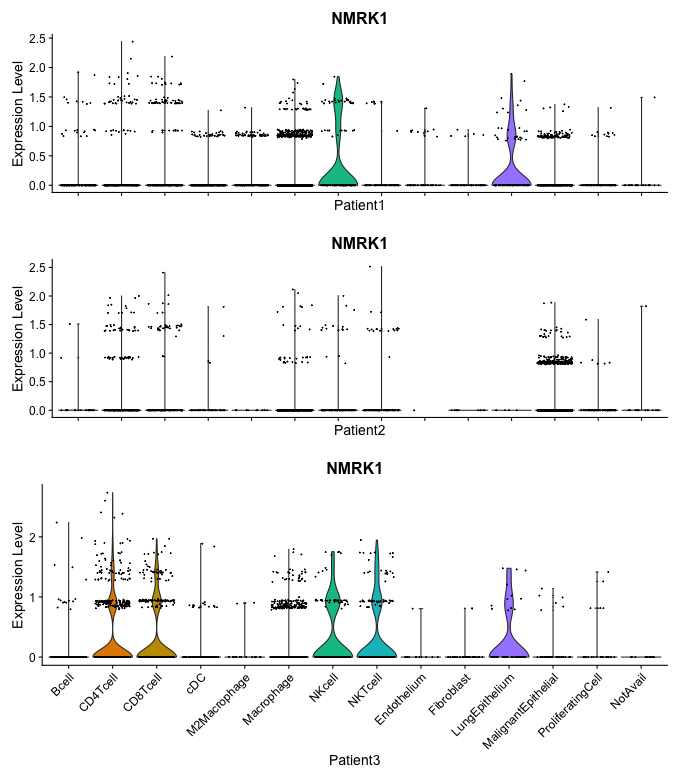 NMRK1
Expression Level
2.5
2.0
1.5
1.0
0.5
0.0
Patient1
NMRK1
Expression Level
2.5
2.0
1.5
1.0
0.5
0.0
Patient2
NMRK1
Expression Level
2
1
0
Bcell
CD4Tcell
CD8Tcell
cDC
M2Macrophage
Macrophage
NKcell
NKTcell
Endothelium
Fibroblast
LungEpithelium
MalignantEpithelial
ProliferatingCell
NotAvail
Patient3